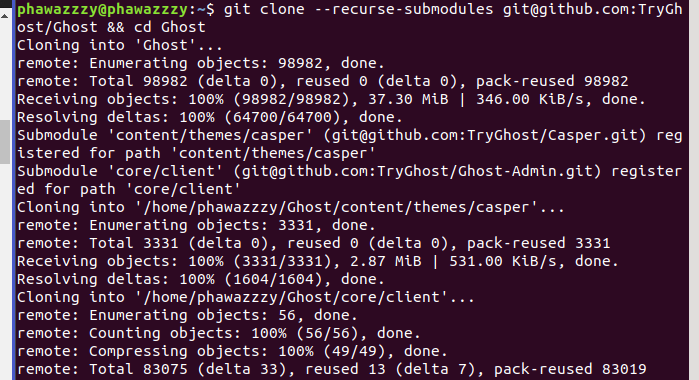 phawazzzy@phawazzzy:~$ git clone --recurse-submodules git@github.com:TryGh
ost/Ghost && cd Ghost
Cloning into 'Ghost'...
remote: Enumerating objects: 98982, done.
remote: Total 98982 (delta 0), reused 0 (delta 0), pack-reused 98982
Receiving objects: 100% (98982/98982), 37.30 MiB | 346.00 KiB/s, done.
Resolving deltas: 100% (64700/64700), done.
Submodule 'content/themes/casper' (git@github.com:TryGhost/Casper.git) reg
istered for path 'content/themes/casper'
Submodule 'core/client' (git@github.com:TryGhost/Ghost-Admin.git) register
ed for path 'core/client'
Cloning into '/home/phawazzzy/Ghost/content/themes/casper'...
remote: Enumerating objects: 3331, done.
remote: Total 3331 (delta 0), reused 0 (delta 0), pack-reused 3331
Receiving objects: 100% (3331/3331), 2.87 MiB | 531.00 KiB/s, done.
Resolving deltas: 100% (1604/1604), done.
Cloning into '/home/phawazzzy/Ghost/core/client'...
remote: Enumerating objects: 56, done.
remote: Counting objects: 100% (56/56), done.
remote: Compressing objects: 100% (49/49), done.
remote: Total 83075 (delta 33), reused 13 (delta 7), pack-reused 83019